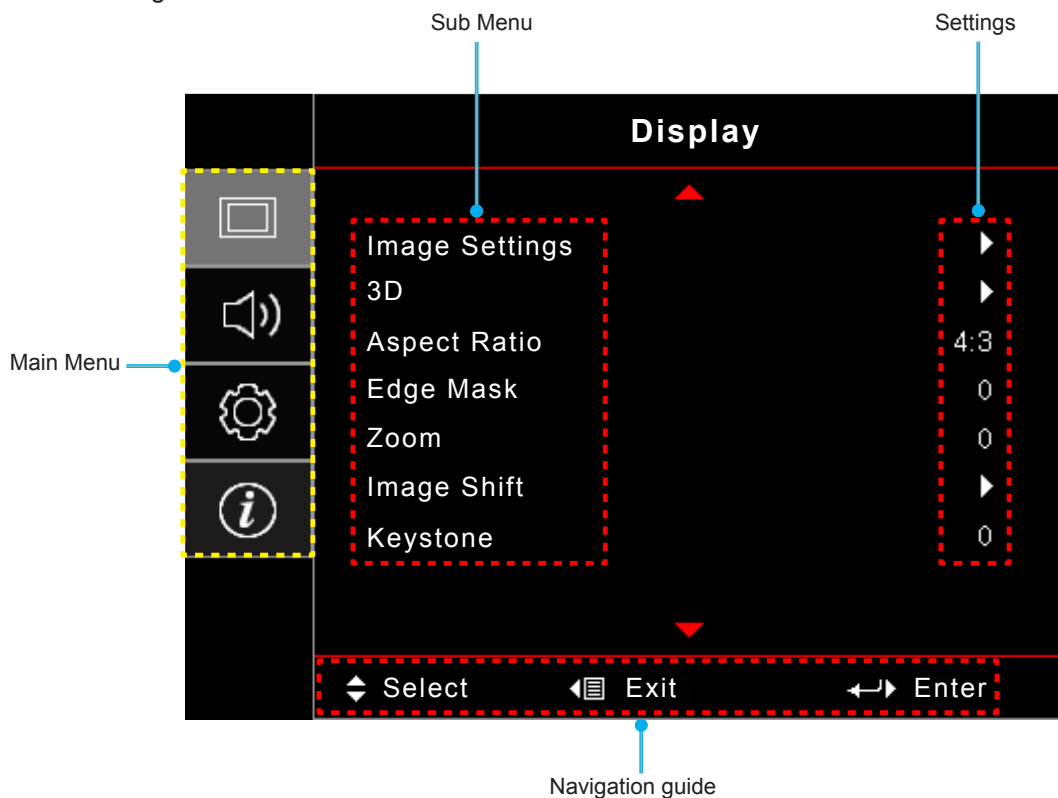 Sub Menu Settings
Display
Image Settings
3D
Aspect Ratio 4:3
Main Menu
Edge Mask 0
Zoom 0
Image Shift
Keystone 0
Select Exit Enter
Navigation guide